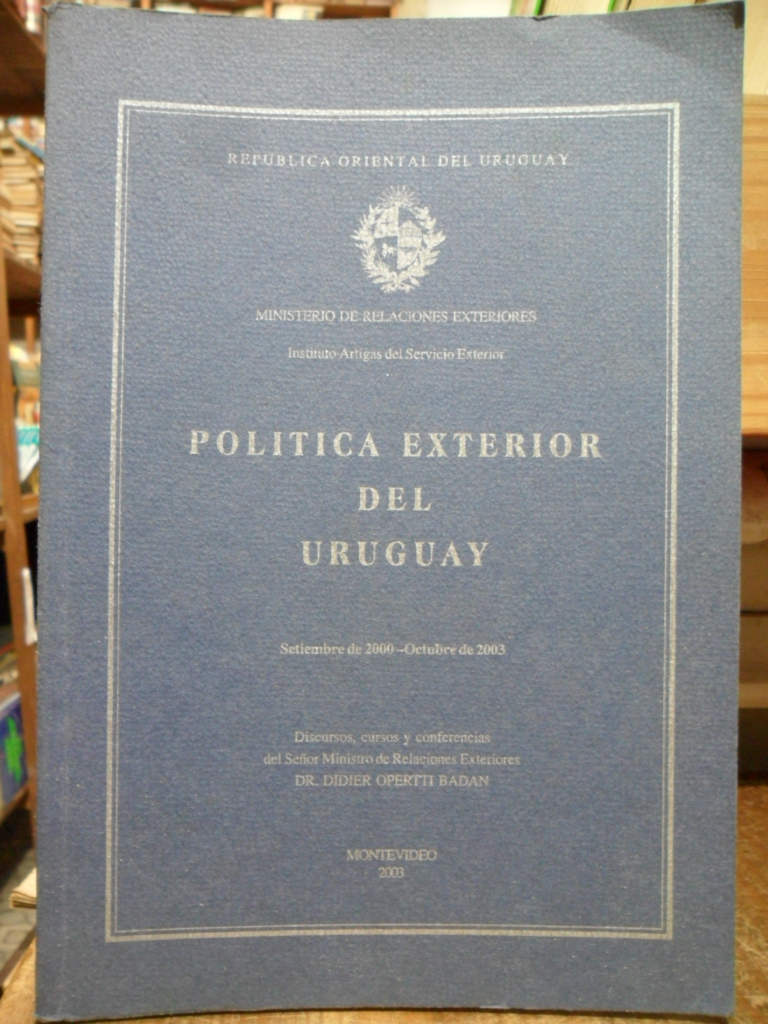 REPUBLICA ORIENTAL DEL URUGUAY
MINISTERIO DE RELACIONES EXTERIORES
Instituto Artigas del Servicio Exterior
POLITICA EXTERIOR
DEL
URUGUAY
Setiembre de 2000 -Octubre de 2003
Discursos, cursos y conferencias
del Señor Ministro de Relaciones Exteriores
DR. DIDIER OPERTTI BADAN
MONTEVIDEO
2003